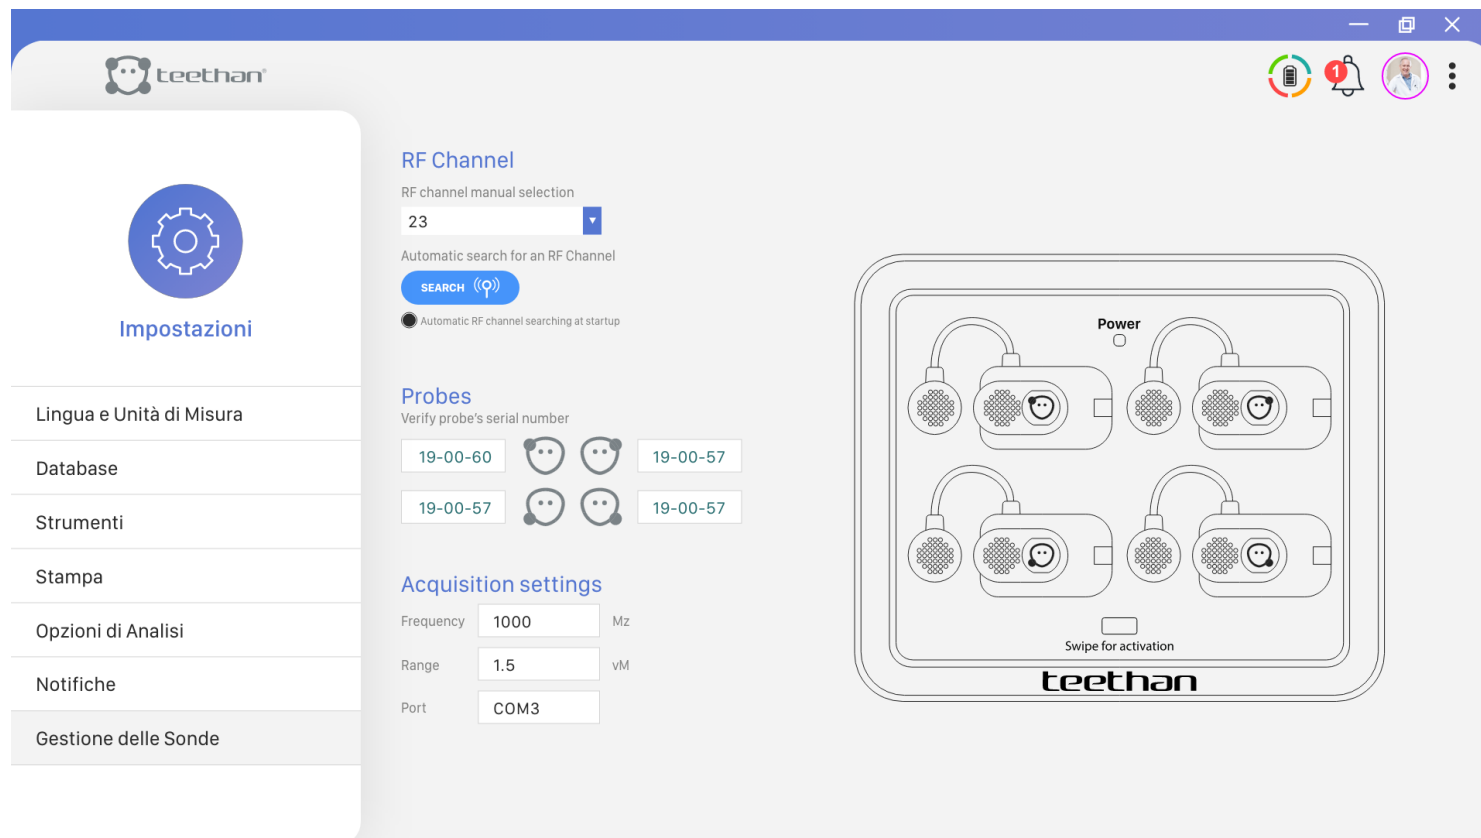 teethan®
1
Impostazioni
Lingua e Unità di Misura
Database
Strumenti
Stampa
Opzioni di Analisi
Notifiche
Gestione delle Sonde
RF Channel
RF channel manual selection
23
Automatic search for an RF Channel
SEARCH
Automatic RF channel searching at startup
Probes
Verify probe's serial number
19-00-60 19-00-57
19-00-57 19-00-57
Acquisition settings
Frequency 1000 Mz
Range 1.5 vM
Port COM3
Power
Swipe for activation
teethan